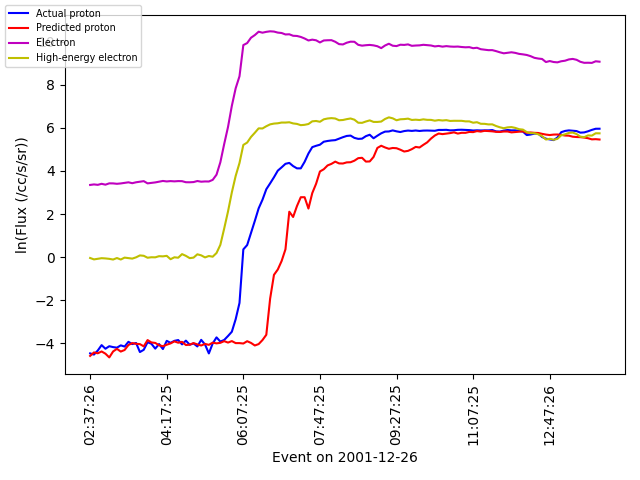 Actual proton
Predicted proton
Electron
High-energy electron
8
6
4
2
0
−2
−4
ln(Flux (/cc/s/sr))
02:37:26
04:17:25
06:07:25
07:47:25
09:27:25
11:07:25
12:47:26
Event on 2001-12-26